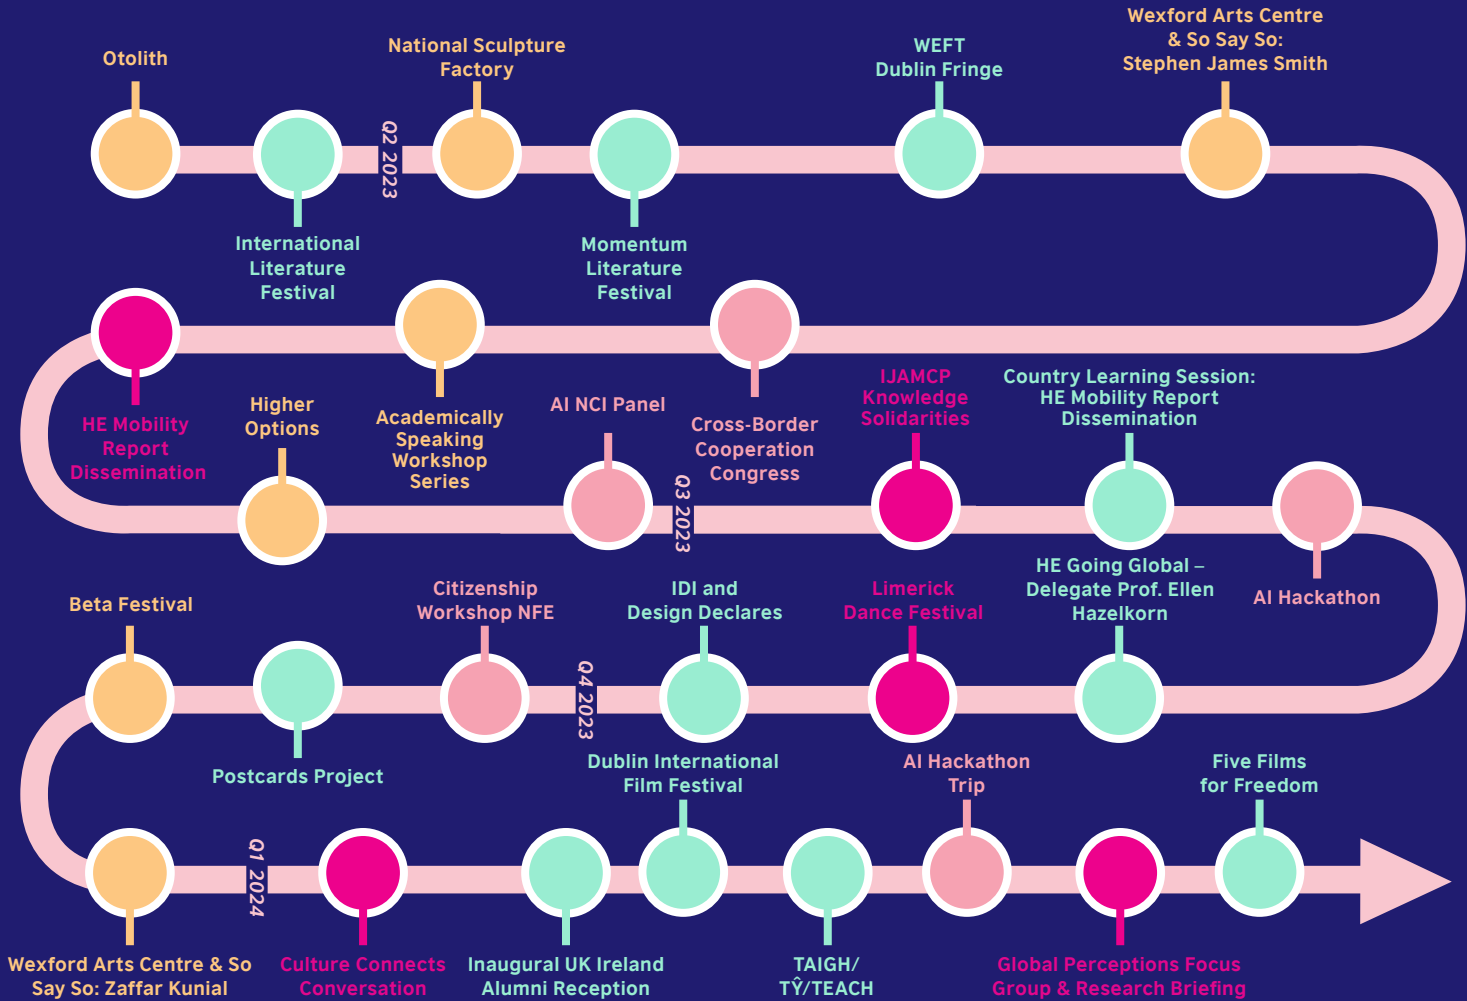 Otolith
International
Literature
Festival
Q2 2023
National Sculpture
Factory
Momentum
Literature
Festival
WEFT
Dublin Fringe
Wexford Arts Centre
& So Say So:
Stephen James Smith
Cross-Border
Cooperation
Congress
Academically
Speaking
Workshop
Series
HE Mobility
Report
Dissemination
Higher
Options
AI NCI Panel
Q3 2023
IJAMCP
Knowledge
Solidarities
Country Learning Session:
HE Mobility Report
Dissemination
AI Hackathon
HE Going Global –
Delegate Prof. Ellen
Hazelkorn
Limerick
Dance Festival
IDI and
Design Declares
Q4 2023
Citizenship
Workshop NFE
Postcards Project
Beta Festival
Wexford Arts Centre & So
Say So: Zaffar Kunial
Q1 2024
Culture Connects
Conversation
Inaugural UK Ireland
Alumni Reception
Dublin International
Film Festival
TAIGH/
TŶ/TEACH
AI Hackathon
Trip
Global Perceptions Focus
Group & Research Briefing
Five Films
for Freedom